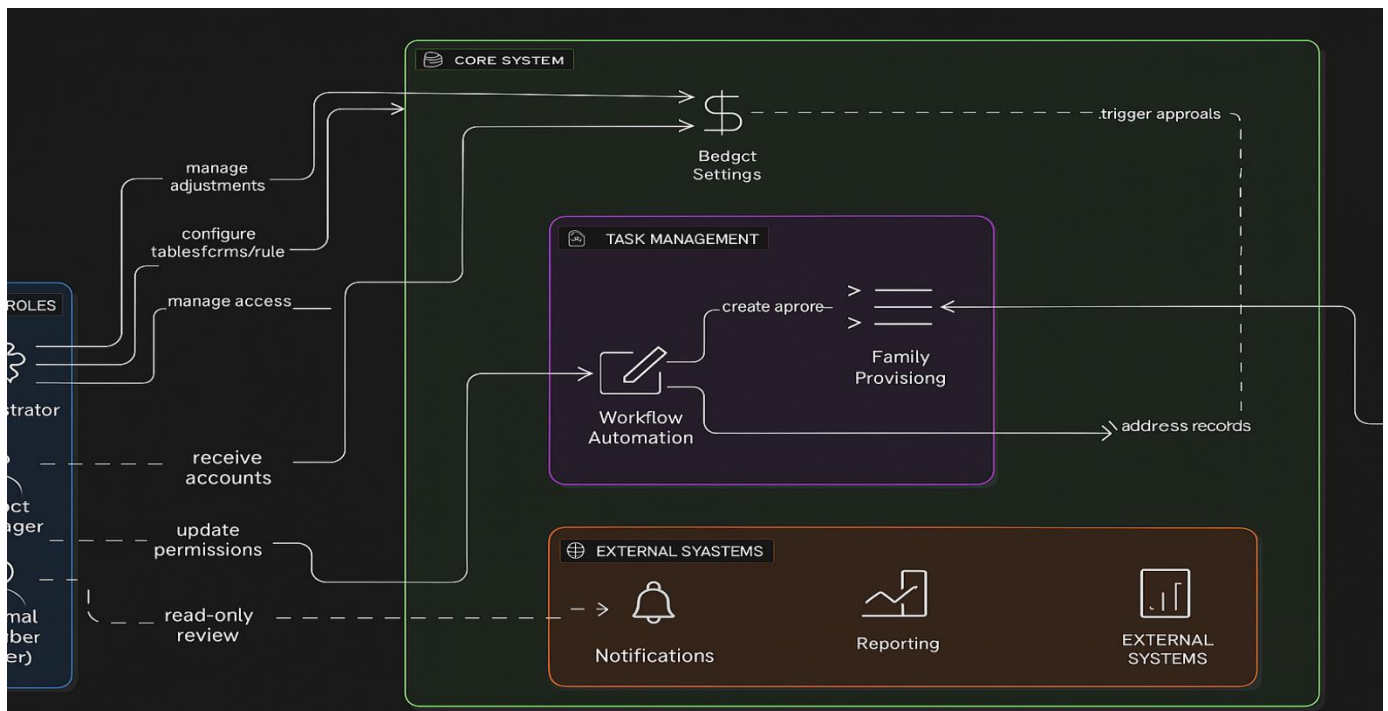 CORE SYSTEM
.trigger approals
Bedgct
Settings
manage
adjustments
configure
tablesfcrms/rule
manage access
TASK MANAGEMENT
create aprore
Family
Provisiong
Workflow
Automation
address records
ROLES
strator
receive
accounts
ect
ager
update
permissions
mal
ber
er)
read-only
review
EXTERNAL SYASTEMS
Notifications
Reporting
EXTERNAL
SYSTEMS